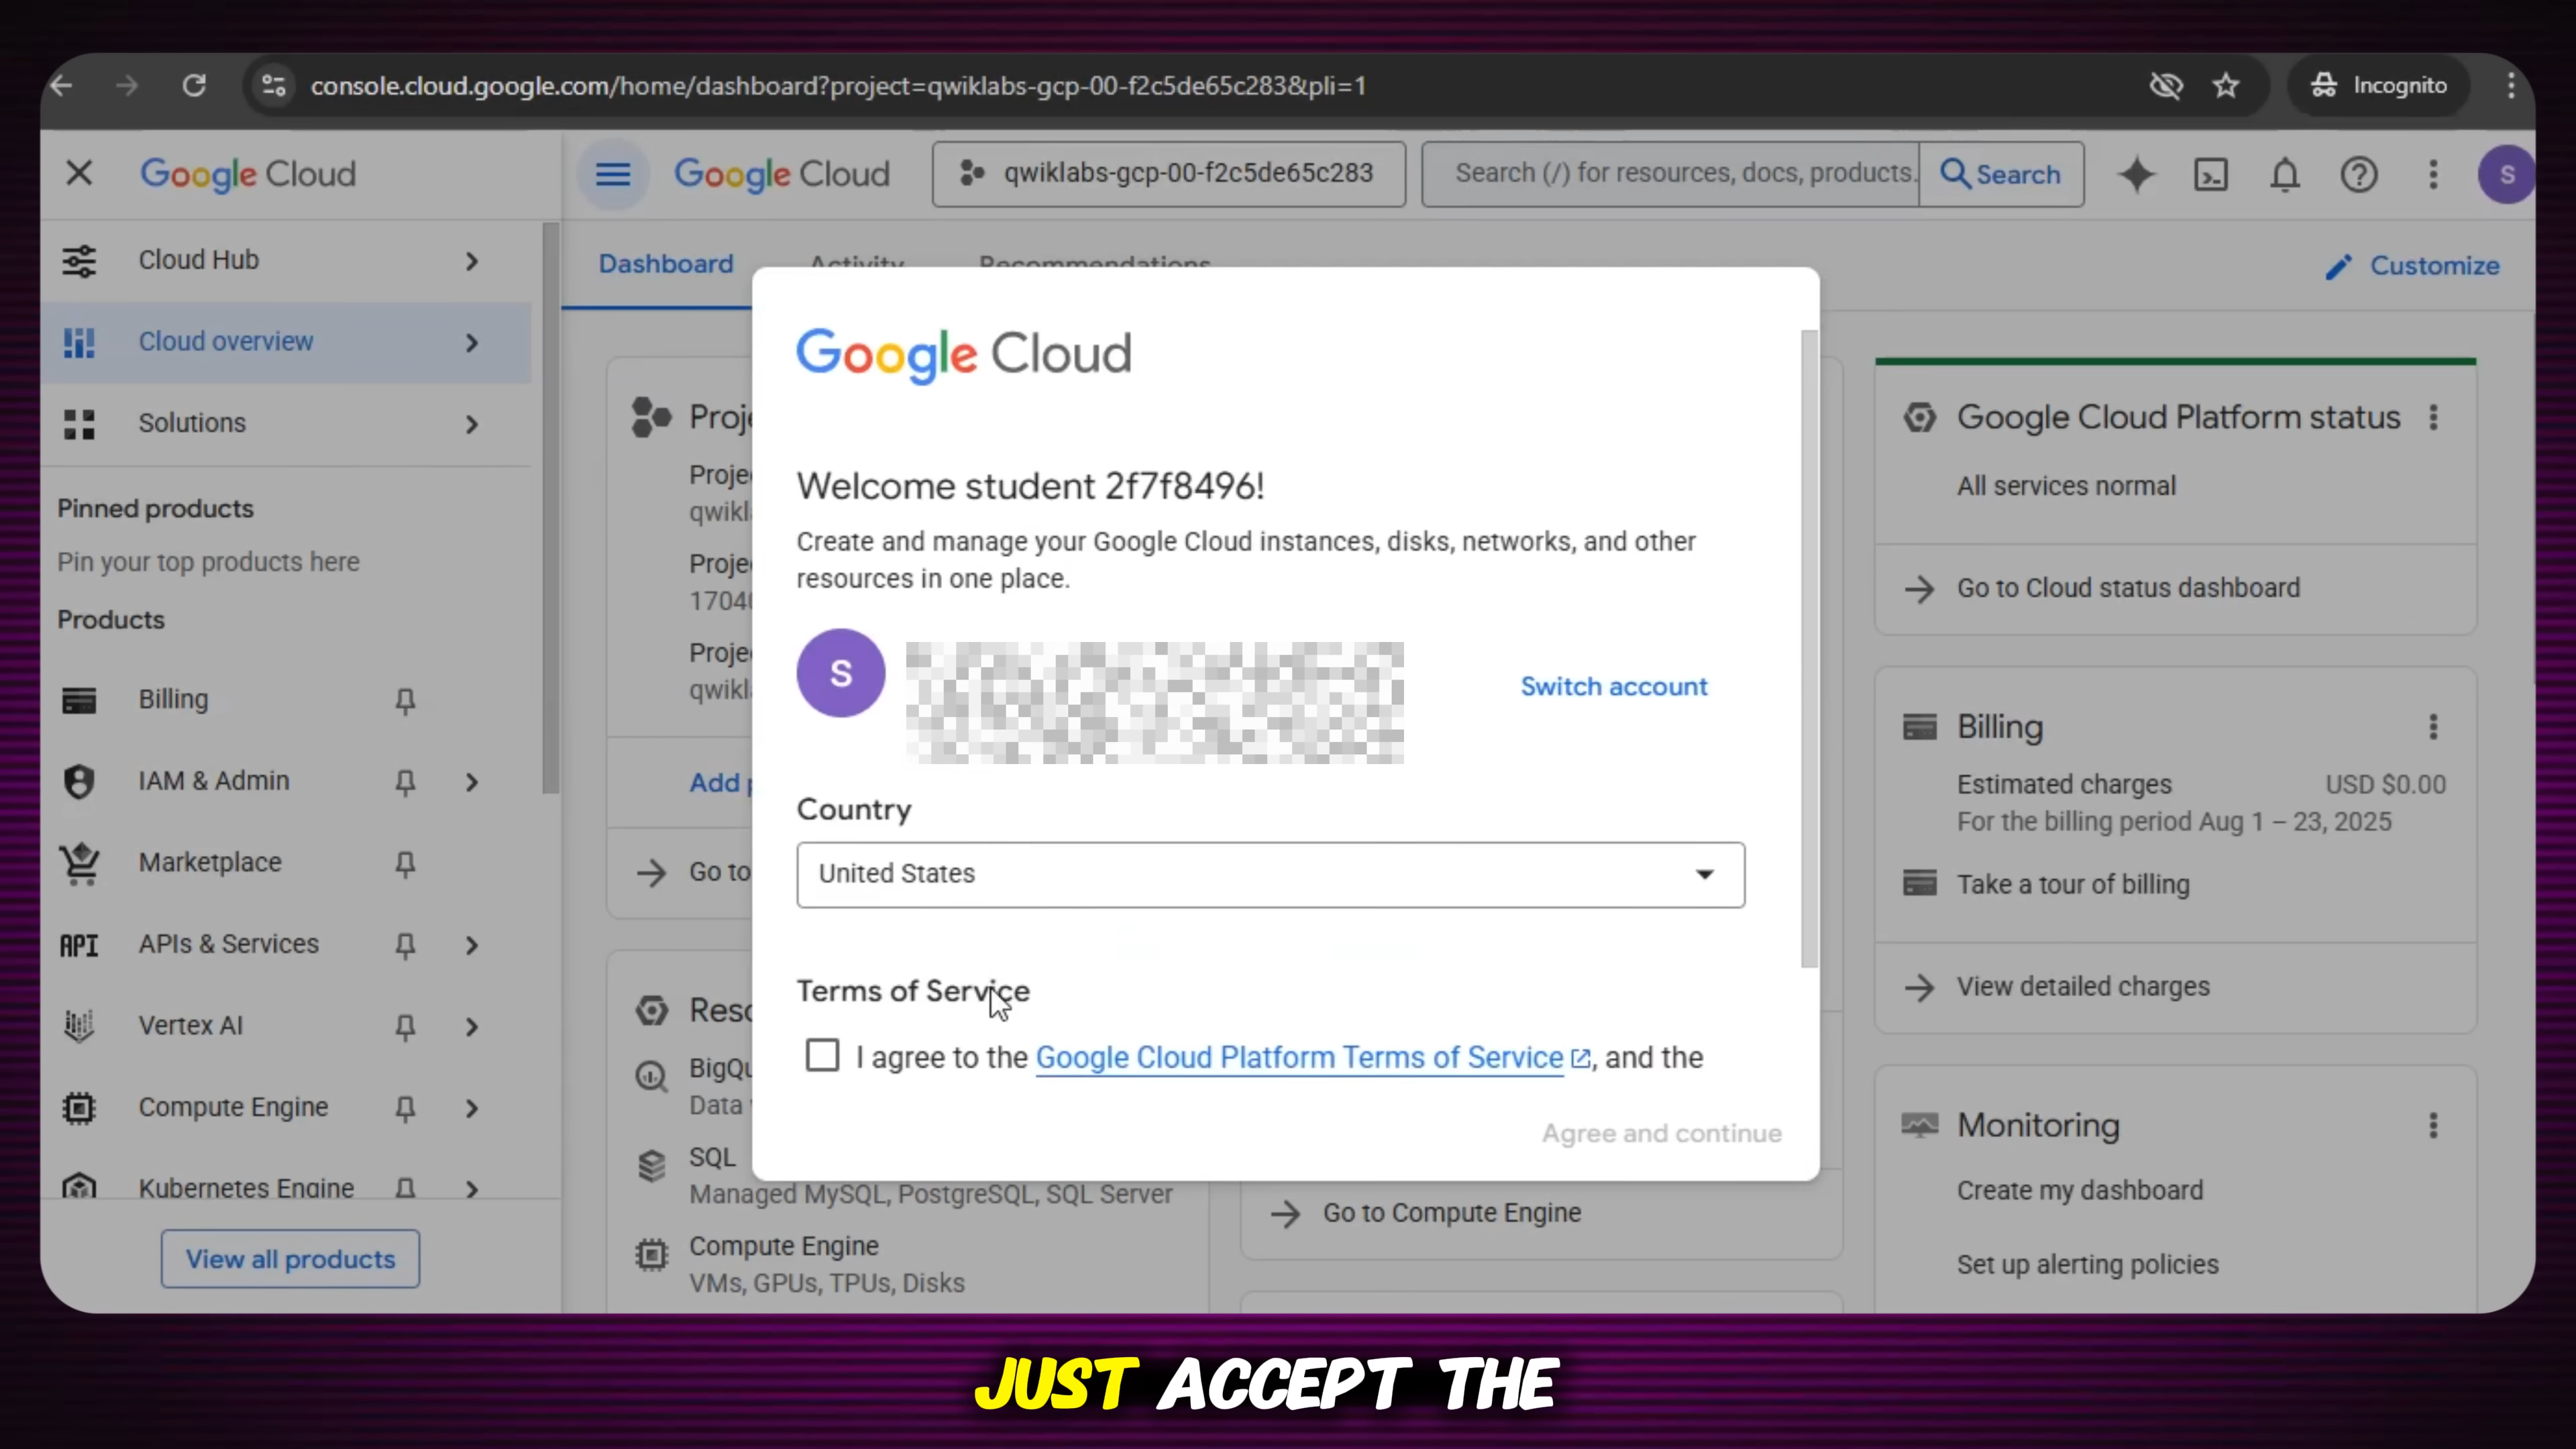 console.cloud.google.com/home/dashboard?project=qwiklabs-gcp-00-f2c5de65c283&pli=1
Incognito
Google Cloud
Google Cloud
qwiklabs-gcp-00-f2c5de65c283
Search (/) for resources, docs, products.
Search
S
Cloud Hub
Cloud overview
Solutions
Pinned products
Pin your top products here
Products
Billing
IAM & Admin
Marketplace
API
APIs & Services
Vertex AI
Compute Engine
Kubernetes Engine
View all products
Dashboard
Activity
Recommendations
Customize
Google Cloud
Welcome student 2f7f8496!
Create and manage your Google Cloud instances, disks, networks, and other
resources in one place.
S
Switch account
Country
United States
Terms of Service
I agree to the Google Cloud Platform Terms of Service, and the
Agree and continue
Go to
SQL
Managed MySQL, PostgreSQL, SQL Server
Compute Engine
VMs, GPUs, TPUs, Disks
Go to Compute Engine
Google Cloud Platform status
All services normal
Go to Cloud status dashboard
Billing
Estimated charges USD $0.00
For the billing period Aug 1 – 23, 2025
Take a tour of billing
View detailed charges
Monitoring
Create my dashboard
Set up alerting policies
JUST ACCEPT THE